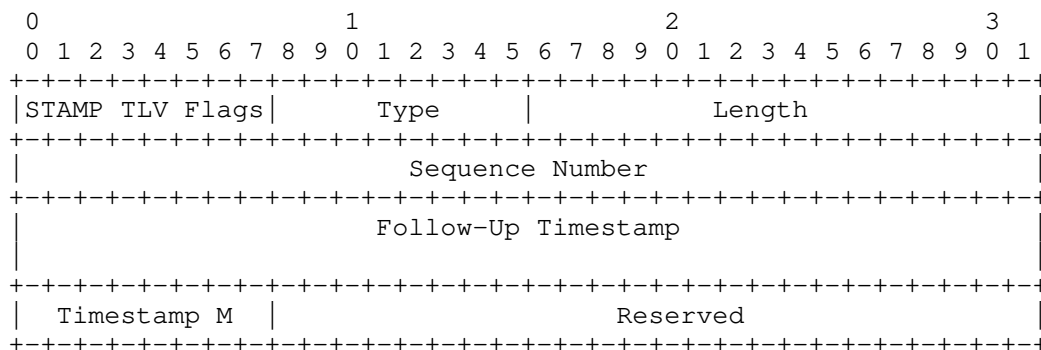 0                   1                   2                   3
 0 1 2 3 4 5 6 7 8 9 0 1 2 3 4 5 6 7 8 9 0 1 2 3 4 5 6 7 8 9 0 1
+-+-+-+-+-+-+-+-+-+-+-+-+-+-+-+-+-+-+-+-+-+-+-+-+-+-+-+-+-+-+-+-+
|STAMP TLV Flags|      Type     |           Length              |
+-+-+-+-+-+-+-+-+-+-+-+-+-+-+-+-+-+-+-+-+-+-+-+-+-+-+-+-+-+-+-+-+
|                        Sequence Number                        |
+-+-+-+-+-+-+-+-+-+-+-+-+-+-+-+-+-+-+-+-+-+-+-+-+-+-+-+-+-+-+-+-+
|                      Follow-Up Timestamp                      |
|                                                               |
+-+-+-+-+-+-+-+-+-+-+-+-+-+-+-+-+-+-+-+-+-+-+-+-+-+-+-+-+-+-+-+-+
|  Timestamp M  |                     Reserved                  |
+-+-+-+-+-+-+-+-+-+-+-+-+-+-+-+-+-+-+-+-+-+-+-+-+-+-+-+-+-+-+-+-+